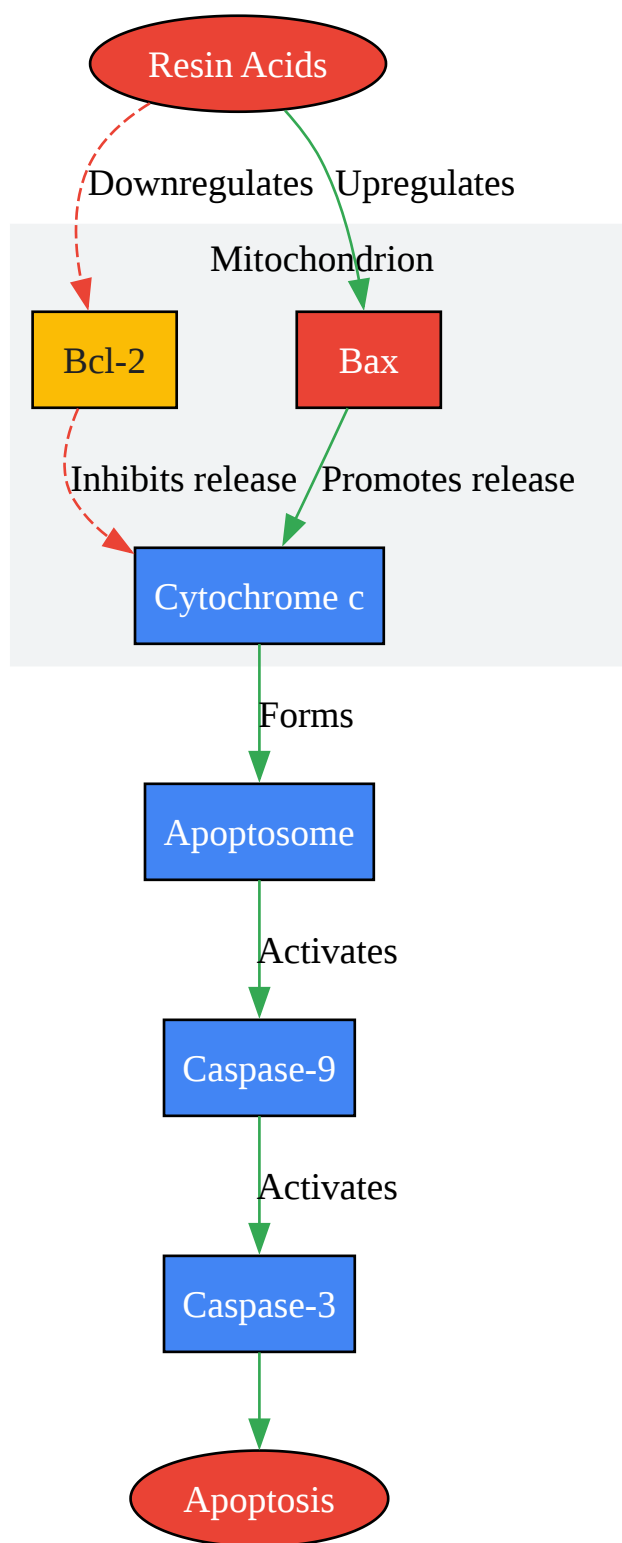 Resin Acids
Downregulates
Upregulates
Mitochondrion
Bcl-2
Bax
Inhibits release
Promotes release
Cytochrome c
Forms
Apoptosome
Activates
Caspase-9
Activates
Caspase-3
Apoptosis